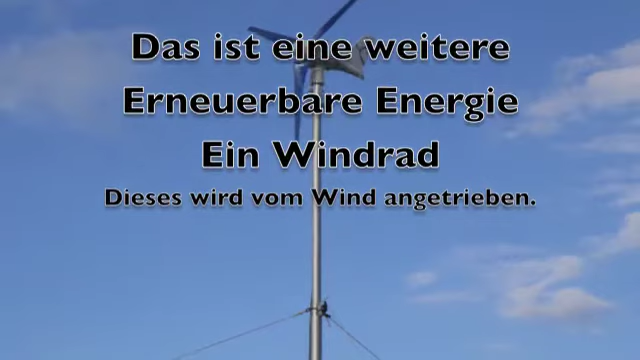 Das ist eine weitere
Erneuerbare Energie
Ein Windrad
Dieses wird vom Wind angetrieben.